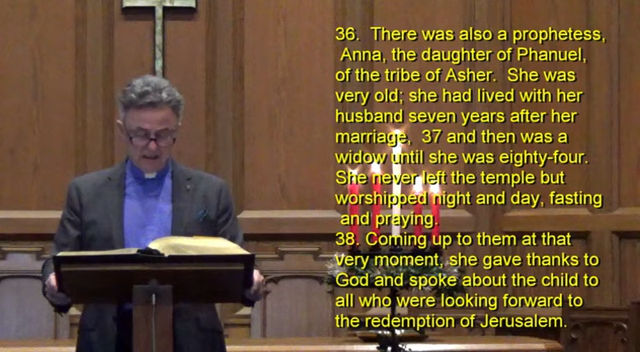 36.  There was also a prophetess,
Anna, the daughter of Phanuel,
of the tribe of Asher.  She was
very old; she had lived with her
husband seven years after her
marriage,  37 and then was a
widow until she was eighty-four.
She never left the temple but
worshipped night and day, fasting
and praying.
38. Coming up to them at that
very moment, she gave thanks to
God and spoke about the child to
all who were looking forward to
the redemption of Jerusalem.